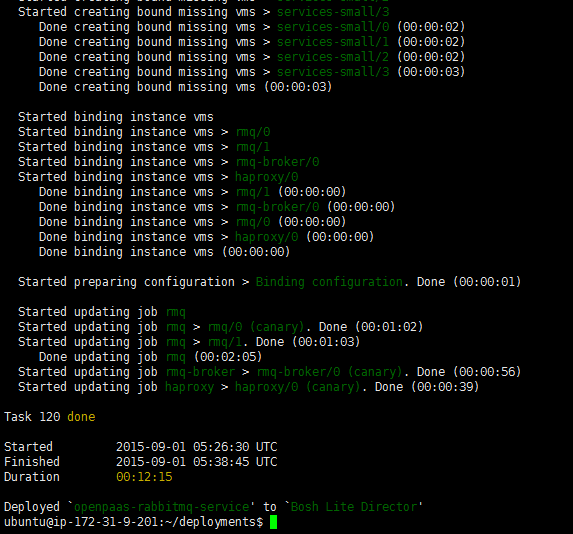 Started creating bound missing vms > services-small/3
Done creating bound missing vms > services-small/0 (00:00:02)
Done creating bound missing vms > services-small/1 (00:00:02)
Done creating bound missing vms > services-small/2 (00:00:02)
Done creating bound missing vms > services-small/3 (00:00:03)
Done creating bound missing vms (00:00:03)
Started binding instance vms
Started binding instance vms > rmq/0
Started binding instance vms > rmq/1
Started binding instance vms > rmq-broker/0
Started binding instance vms > haproxy/0
Done binding instance vms > rmq/1 (00:00:00)
Done binding instance vms > rmq-broker/0 (00:00:00)
Done binding instance vms > rmq/0 (00:00:00)
Done binding instance vms > haproxy/0 (00:00:00)
Done binding instance vms (00:00:00)
Started preparing configuration > Binding configuration. Done (00:00:01)
Started updating job rmq
Started updating job rmq > rmq/0 (canary). Done (00:01:02)
Started updating job rmq > rmq/1. Done (00:01:03)
Done updating job rmq (00:02:05)
Started updating job rmq-broker > rmq-broker/0 (canary). Done (00:00:56)
Started updating job haproxy > haproxy/0 (canary). Done (00:00:39)
Task 120 done
Started 2015-09-01 05:26:30 UTC
Finished 2015-09-01 05:38:45 UTC
Duration 00:12:15
Deployed `openpaas-rabbitmq-service' to `Bosh Lite Director'
ubuntu@ip-172-31-9-201:~/deployments$